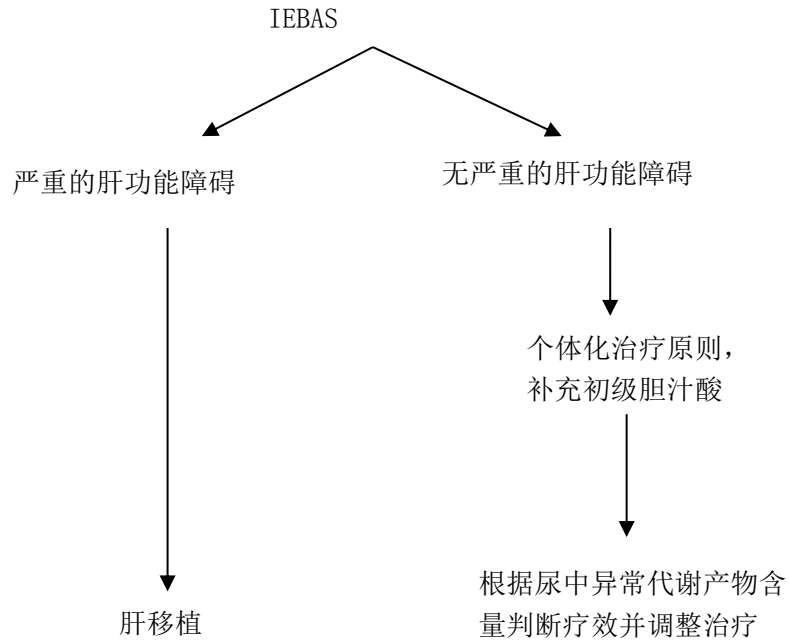 IEBAS
严重的肝功能障碍
无严重的肝功能障碍
个体化治疗原则，
补充初级胆汁酸
肝移植
根据尿中异常代谢产物含
量判断疗效并调整治疗